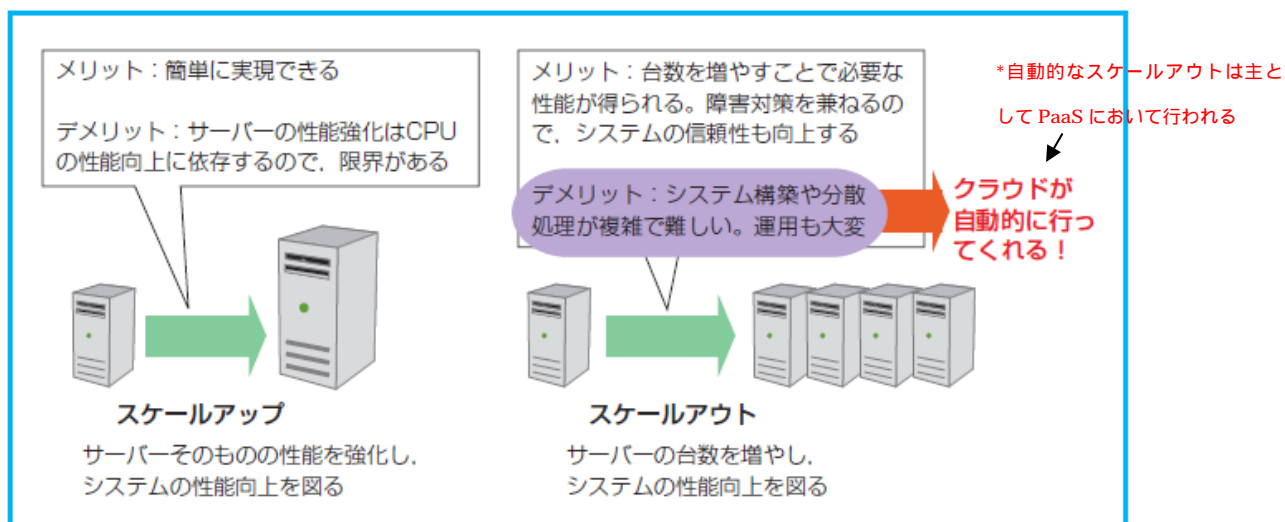 メリット：簡単に実現できる
デメリット：サーバーの性能強化はCPU
の性能向上に依存するので，限界がある
スケールアップ
サーバーそのものの性能を強化し，
システムの性能向上を図る
メリット：台数を増やすことで必要な
性能が得られる。障害対策を兼ねるの
で，システムの信頼性も向上する
デメリット：システム構築や分散
処理が複雑で難しい。運用も大変
*自動的なスケールアウトは主と
して PaaS において行われる
クラウドが
自動的に行っ
てくれる！
スケールアウト
サーバーの台数を増やし，
システムの性能向上を図る